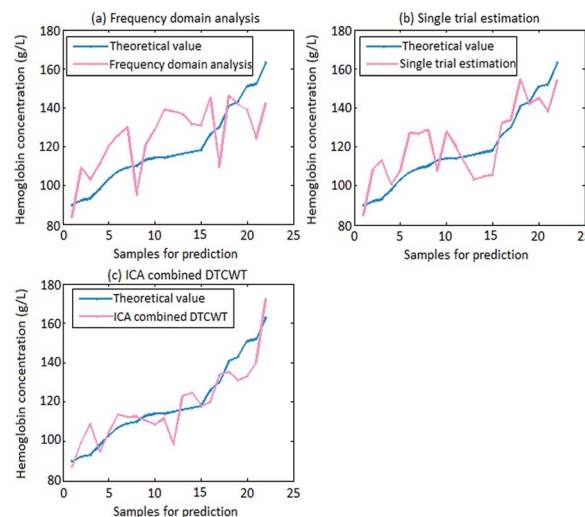 (a) Frequency domain analysis
Theoretical value
Frequency domain analysis
Hemoglobin concentration (g/L)
180
160
140
120
100
80
0
5
10
15
20
25
Samples for prediction
(b) Single trial estimation
Theoretical value
Single trial estimation
Hemoglobin concentration (g/L)
180
160
140
120
100
80
0
5
10
15
20
25
Samples for prediction
(c) ICA combined DTCWT
Theoretical value
ICA combined DTCWT
Hemoglobin concentration (g/L)
180
160
140
120
100
80
0
5
10
15
20
25
Samples for prediction